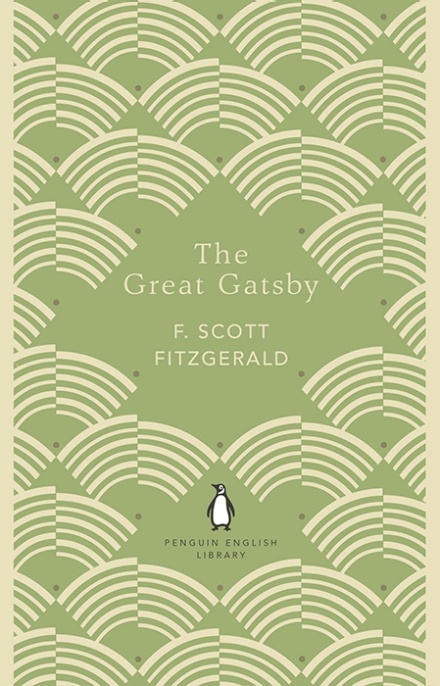 The
Great Gatsby
F. SCOTT
FITZGERALD
PENGUIN ENGLISH
LIBRARY